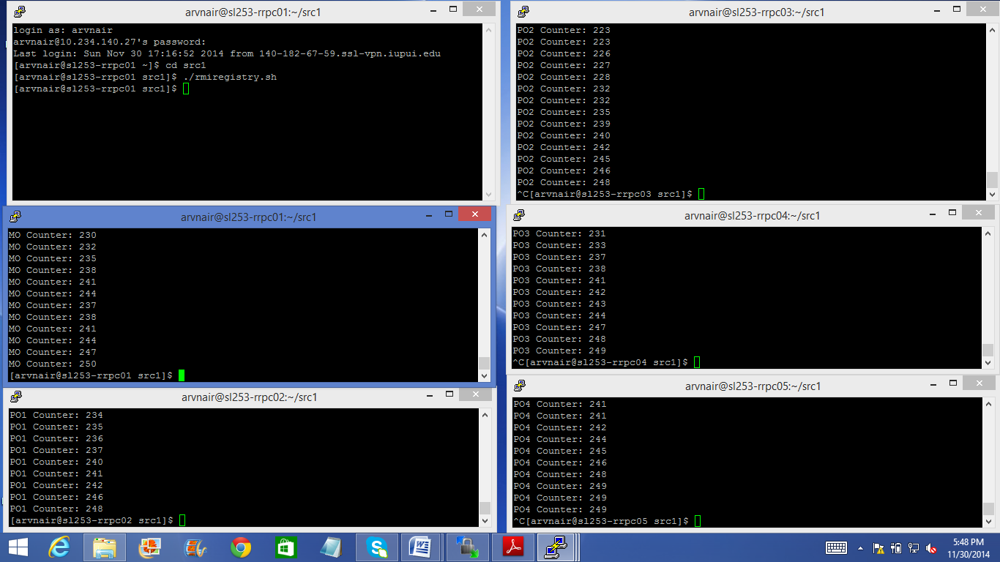 arvnair@sl253-rrpc01:~/src1
login as: arvnair
arvnair@10.234.140.27's password:
Last login: Sun Nov 30 17:16:52 2014 from 140-182-67-59.ssl-vpn.iupui.edu
[arvnair@sl253-rrpc01 ~]$ cd src1
[arvnair@sl253-rrpc01 src1]$ ./rmiregistry.sh
[arvnair@sl253-rrpc01 src1]$
arvnair@sl253-rrpc01:~/src1
MO Counter: 230
MO Counter: 232
MO Counter: 235
MO Counter: 238
MO Counter: 241
MO Counter: 244
MO Counter: 237
MO Counter: 238
MO Counter: 241
MO Counter: 244
MO Counter: 247
MO Counter: 250
[arvnair@sl253-rrpc01 src1]$
arvnair@sl253-rrpc02:~/src1
PO1 Counter: 234
PO1 Counter: 235
PO1 Counter: 236
PO1 Counter: 237
PO1 Counter: 240
PO1 Counter: 241
PO1 Counter: 242
PO1 Counter: 246
PO1 Counter: 248
[arvnair@sl253-rrpc02 src1]$
arvnair@sl253-rrpc03:~/src1
PO2 Counter: 223
PO2 Counter: 223
PO2 Counter: 226
PO2 Counter: 227
PO2 Counter: 228
PO2 Counter: 232
PO2 Counter: 232
PO2 Counter: 235
PO2 Counter: 239
PO2 Counter: 240
PO2 Counter: 242
PO2 Counter: 245
PO2 Counter: 246
PO2 Counter: 248
^C[arvnair@sl253-rrpc03 src1]$
arvnair@sl253-rrpc04:~/src1
PO3 Counter: 231
PO3 Counter: 233
PO3 Counter: 237
PO3 Counter: 238
PO3 Counter: 241
PO3 Counter: 242
PO3 Counter: 243
PO3 Counter: 244
PO3 Counter: 247
PO3 Counter: 248
PO3 Counter: 249
^C[arvnair@sl253-rrpc04 src1]$
arvnair@sl253-rrpc05:~/src1
PO4 Counter: 241
PO4 Counter: 241
PO4 Counter: 242
PO4 Counter: 244
PO4 Counter: 245
PO4 Counter: 246
PO4 Counter: 248
PO4 Counter: 249
PO4 Counter: 249
PO4 Counter: 249
^C[arvnair@sl253-rrpc05 src1]$
5:48 PM
11/30/2014